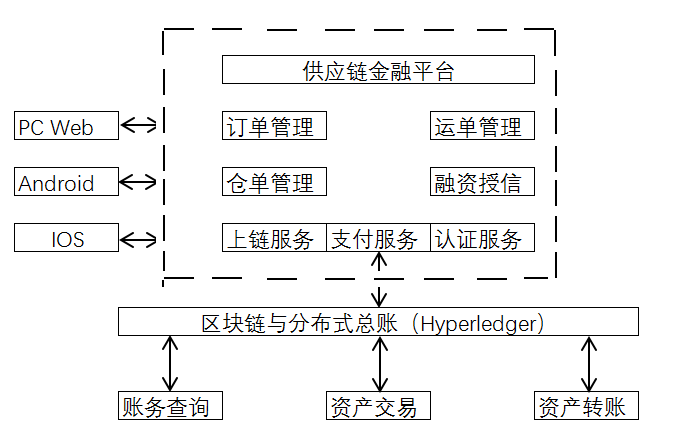 供应链金融平台
PC Web
订单管理
运单管理
Android
仓单管理
融资授信
IOS
上链服务
支付服务
认证服务
区块链与分布式总账（Hyperledger）
账务查询
资产交易
资产转账